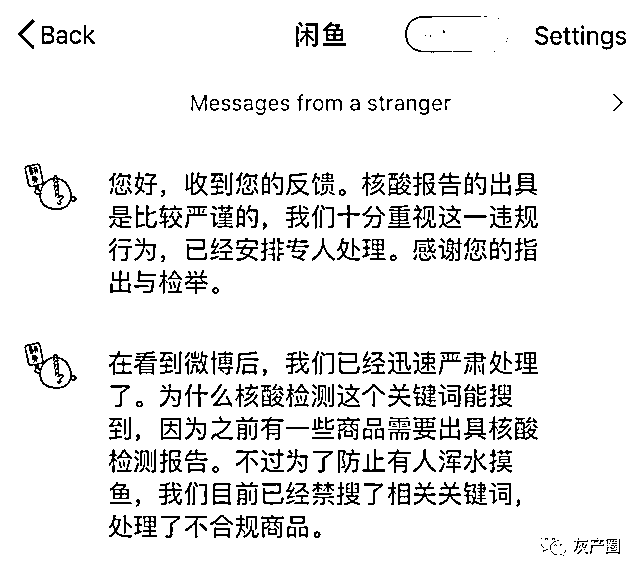 Back
闲鱼
Settings
Messages from a stranger
您好，收到您的反馈。核酸报告的出具
是比较严谨的，我们十分重视这一违规
行为，已经安排专人处理。感谢您的指
出与检举。
在看到微博后，我们已经迅速严肃处理
了。为什么核酸检测这个关键词能搜
到，因为之前有一些商品需要出具核酸
检测报告。不过为了防止有人浑水摸
鱼，我们目前已经禁搜了相关关键词，
处理了不合规商品。
灰产圈